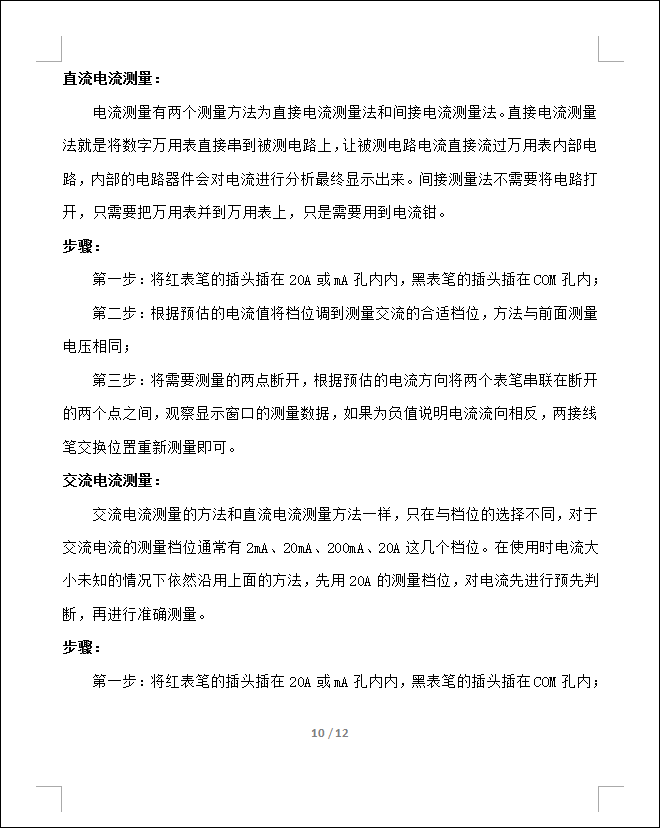 直流电流测量：
电流测量有两个测量方法为直接电流测量法和间接电流测量法。直接电流测量
法就是将数字万用表直接串到被测电路上，让被测电路电流直接流过万用表内部电
路，内部的电路器件会对电流进行分析最终显示出来。间接测量法不需要将电路打
开，只需要把万用表并到万用表上，只是需要用到电流钳。
步骤：
第一步：将红表笔的插头插在 20A 或 mA 孔内内，黑表笔的插头插在 COM 孔内；
第二步：根据预估的电流值将档位调到测量交流的合适档位，方法与前面测量
电压相同；
第三步：将需要测量的两点断开，根据预估的电流方向将两个表笔串联在断开
的两个点之间，观察显示窗口的测量数据，如果为负值说明电流流向相反，两接线
笔交换位置重新测量即可。
交流电流测量：
交流电流测量的方法和直流电流测量方法一样，只在与档位的选择不同，对于
交流电流的测量档位通常有 2mA、20mA、200mA、20A 这几个档位。在使用时电流大
小未知的情况下依然沿用上面的方法，先用 20A 的测量档位，对电流先进行预先判
断，再进行准确测量。
步骤：
第一步：将红表笔的插头插在 20A 或 mA 孔内内，黑表笔的插头插在 COM 孔内；
10 / 12